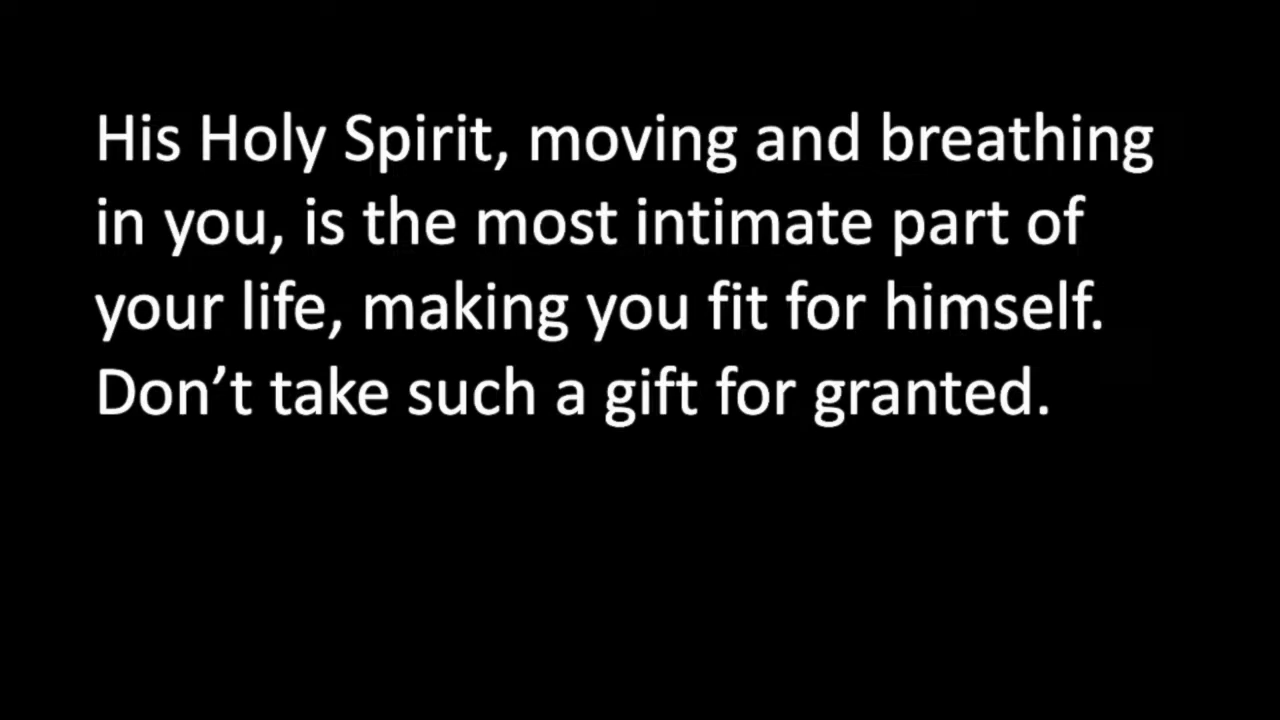 His Holy Spirit, moving and breathing
in you, is the most intimate part of
your life, making you fit for himself.
Don’t take such a gift for granted.